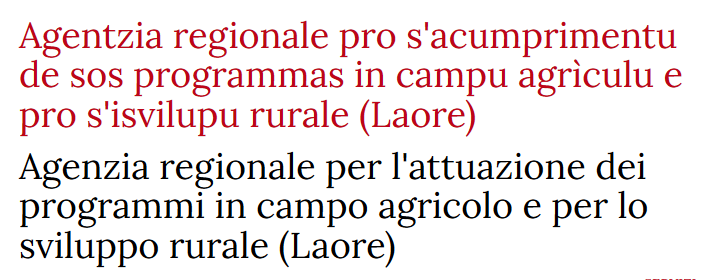 Agentzia regionale pro s'acumprimentu
de sos programmas in campu agrìculu e
pro s'isvilupu rurale (Laore)
Agenzia regionale per l'attuazione dei
programmi in campo agricolo e per lo
sviluppo rurale (Laore)